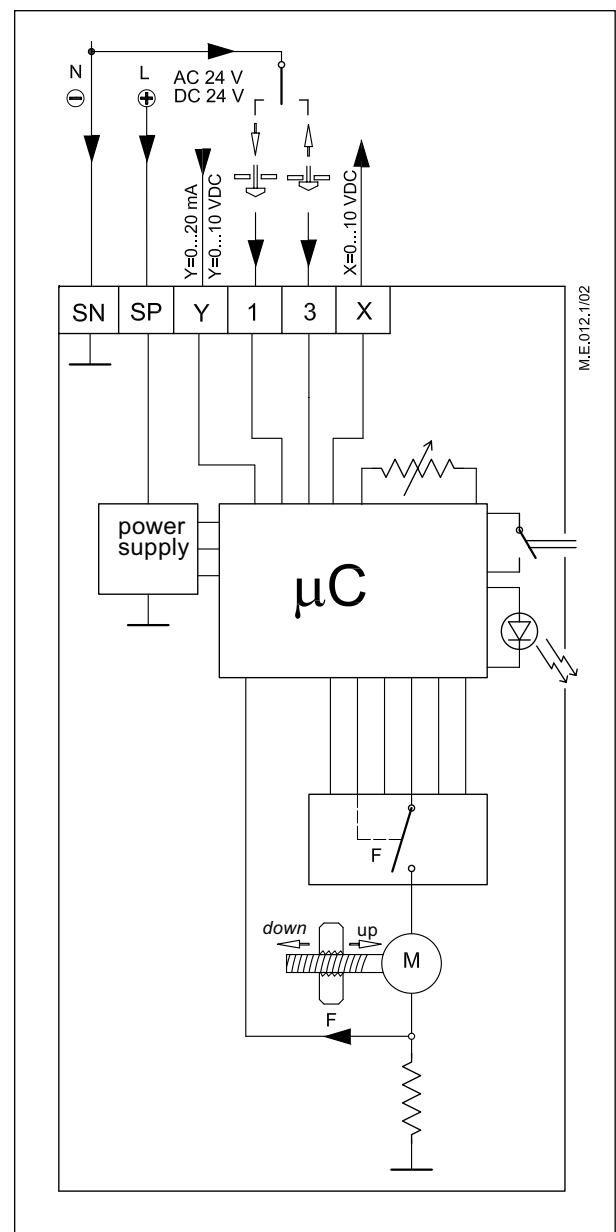 N
L
AC 24 V
DC 24 V
Y=0...20 mA
Y=0...10 VDC
X=0...10 VDC
SN SP Y 1 3 X
M.E.012.1/02
power
supply
μC
F
down up
M
F